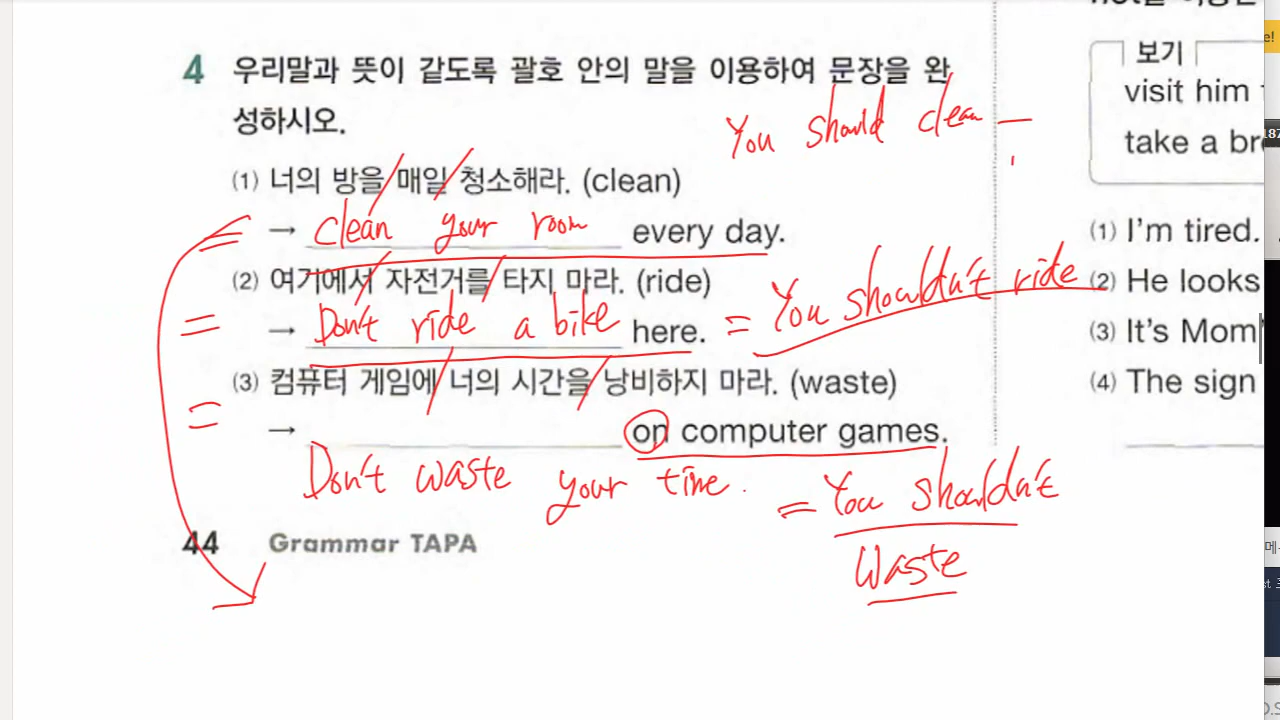 4 우리말과 뜻이 같도록 괄호 안의 말을 이용하여 문장을 완
성하시오.
You should clean
(1) 너의 방을/매일/청소해라. (clean)
→ clean your room every day.
(2) 여기에서/자전거를/타지 마라. (ride)
→ Don't ride a bike here. = You shouldn't ride
(3) 컴퓨터 게임에/너의 시간을/낭비하지 마라. (waste)
→ on computer games.
Don't waste your time. = You shouldn't
waste
44 Grammar TAPA
보기
visit him
take a
(1) I'm tired.
(2) He looks
(3) It's Mom'
(4) The sign